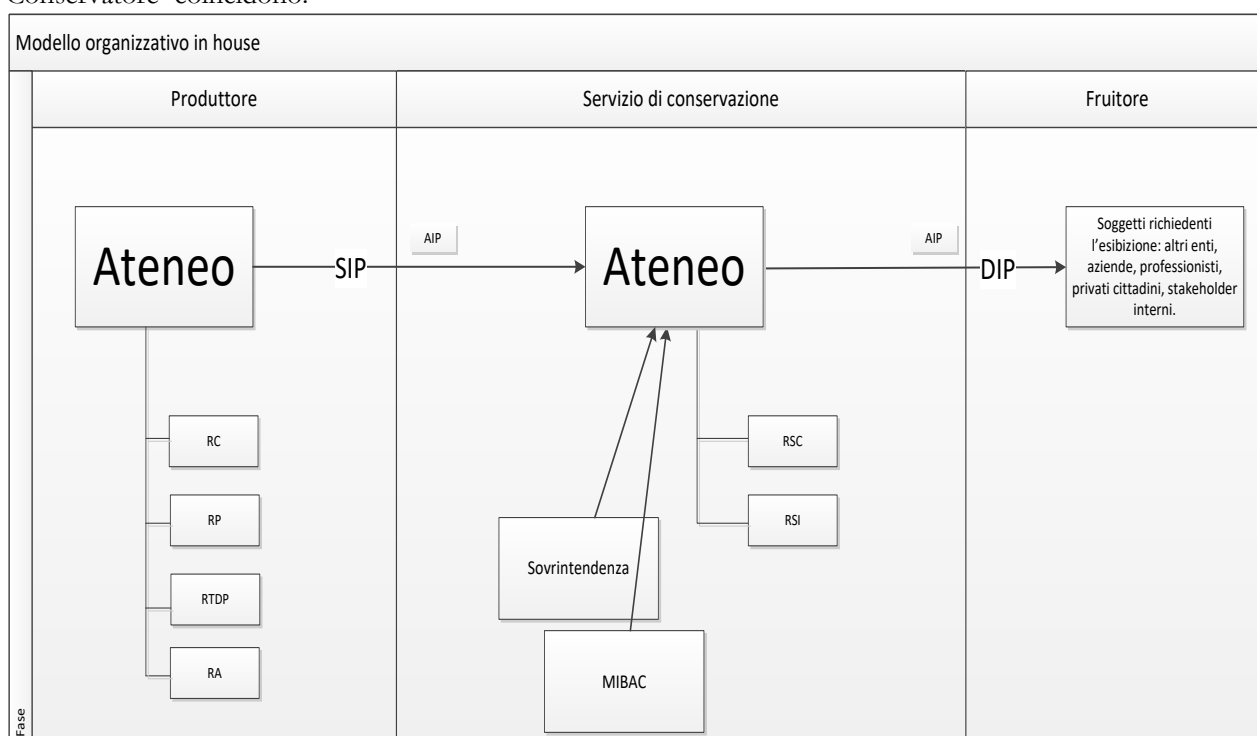 Conservatore" coincidono.
Modello organizzativo in house
Produttore
Servizio di conservazione
Fruitore
Ateneo
SIP
AIP
Ateneo
AIP
DIP
Soggetti richiedenti
l'esibizione: altri enti,
aziende, professionisti,
privati cittadini, stakeholder
interni.
RC
RP
RTDP
RA
RSC
RSI
Sovrintendenza
MIBAC
Fase